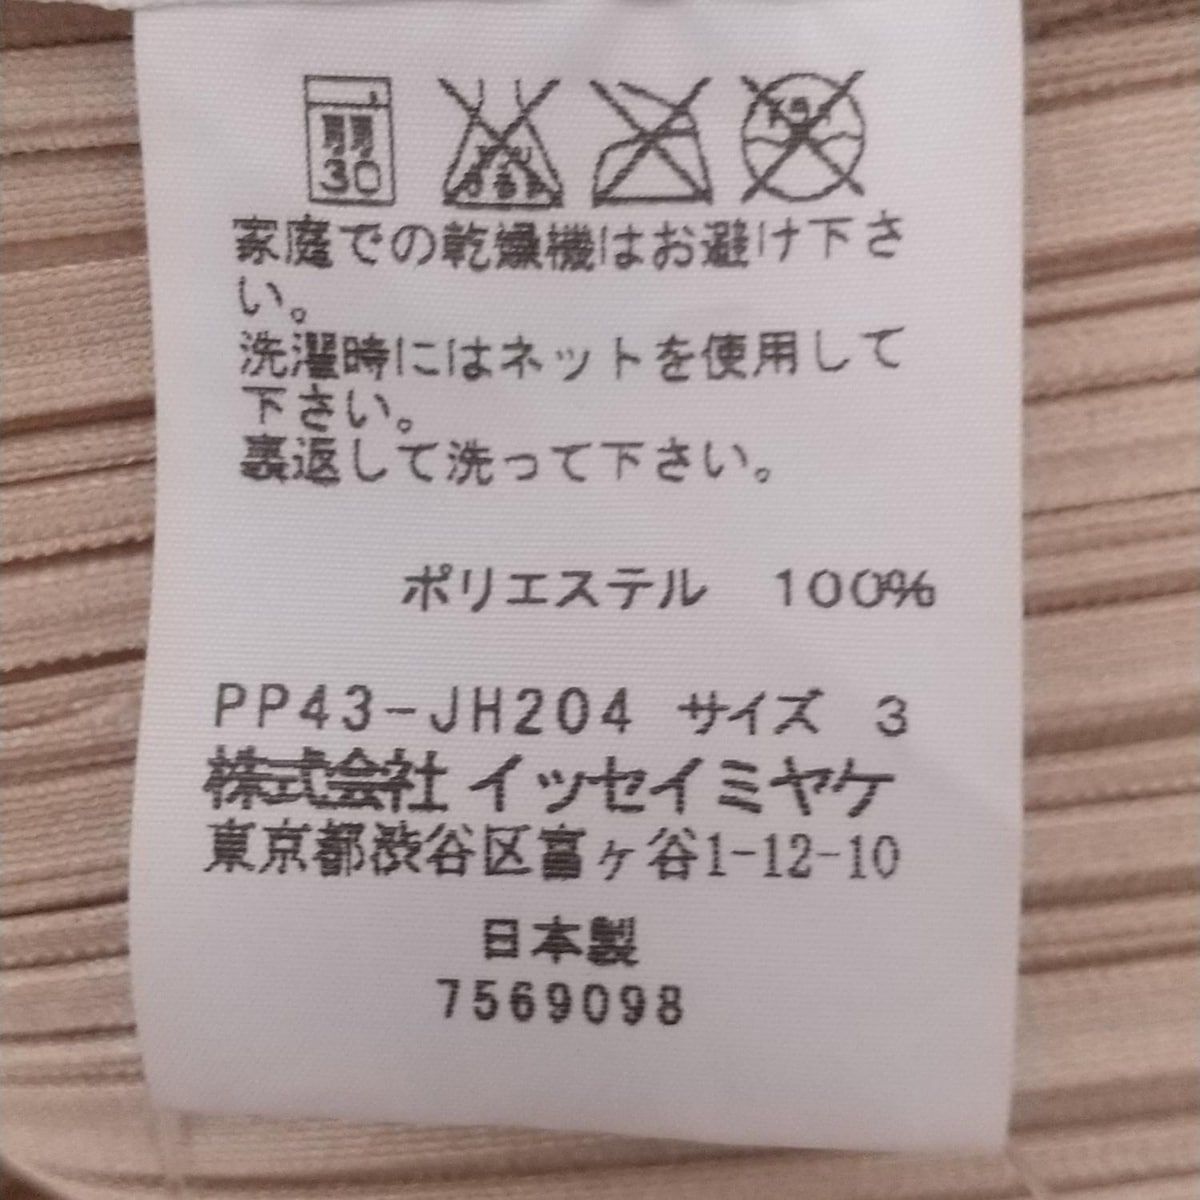 弱
30
家庭での乾燥機はお避け下さ
い。
洗濯時にはネットを使用して
下さい。
裏返して洗って下さい。
ポリエステル 100%
PP43-JH204 サイズ 3
株式会社 イッセイミヤケ
東京都渋谷区富ヶ谷1-12-10
日本製
7569098